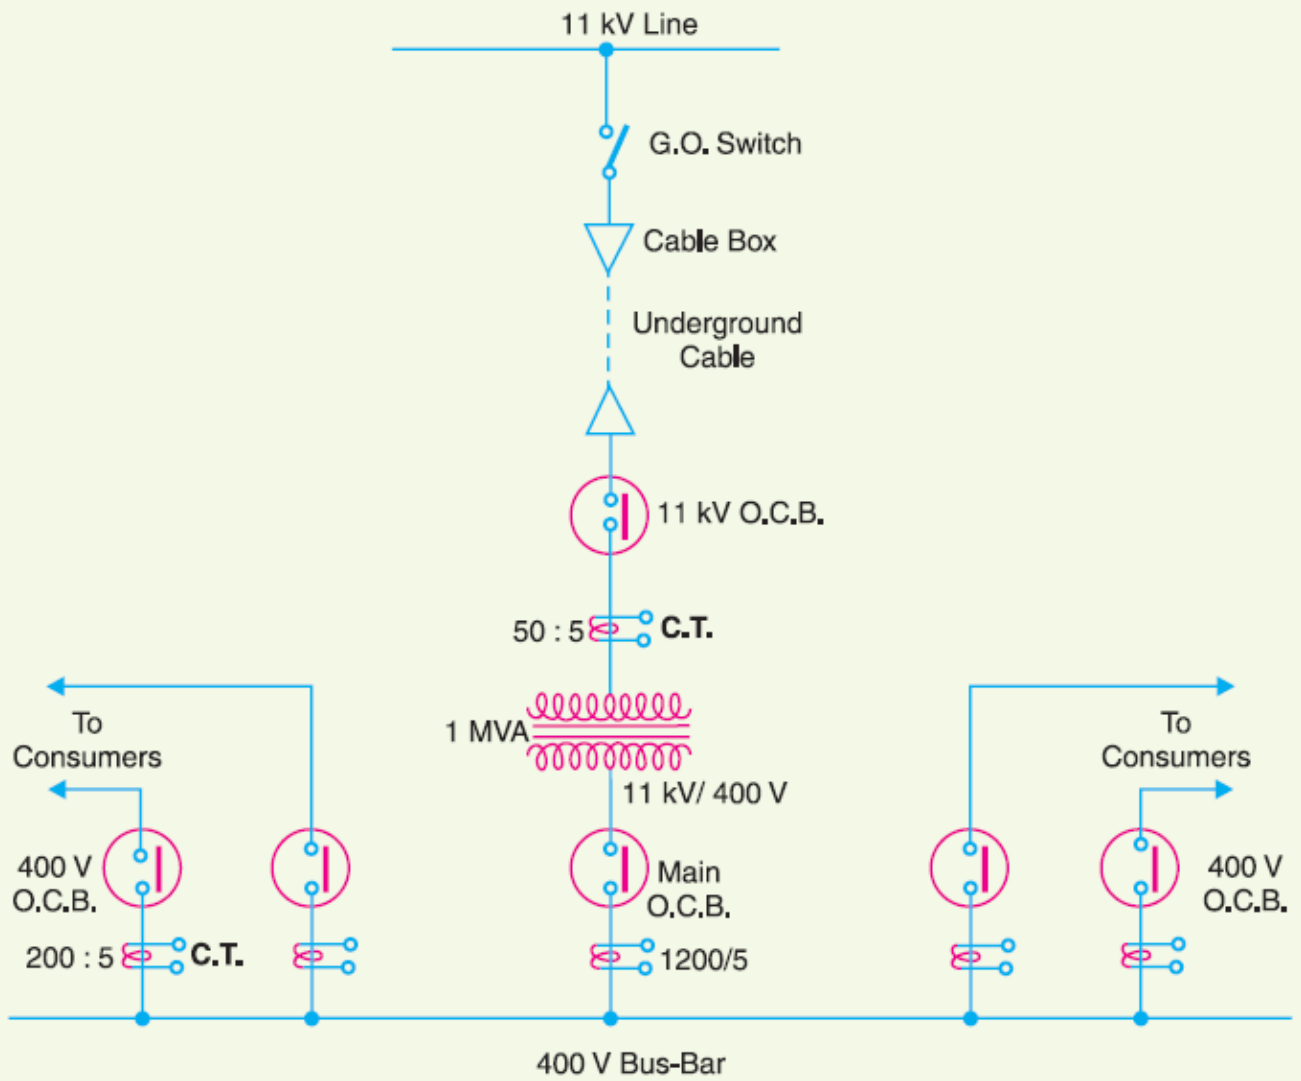 11 kV Line
G.O. Switch
Cable Box
Underground
Cable
11 kV O.C.B.
50 : 5
C.T.
1 MVA
11 kV/ 400 V
To
Consumers
To
Consumers
400 V
O.C.B.
Main
O.C.B.
400 V
O.C.B.
200 : 5
C.T.
1200/5
400 V Bus-Bar